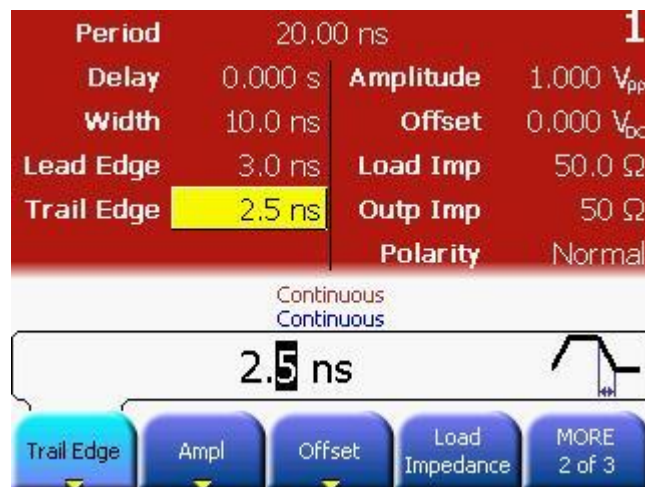 Period 20.00 ns 1
Delay 0.000 s Amplitude 1.000 Vpp
Width 10.0 ns Offset 0.000 VDC
Lead Edge 3.0 ns Load Imp 50.0 Ω
Trail Edge 2.5 ns Outp Imp 50 Ω
Polarity Normal
Continuous
Continuous
2.5 ns
Trail Edge Ampl Offset Load Impedance MORE 2 of 3